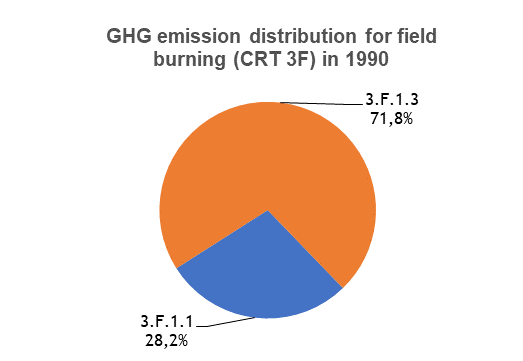 GHG emission distribution for field
burning (CRT 3F) in 1990
3.F.1.3
71,8%
3.F.1.1
28,2%